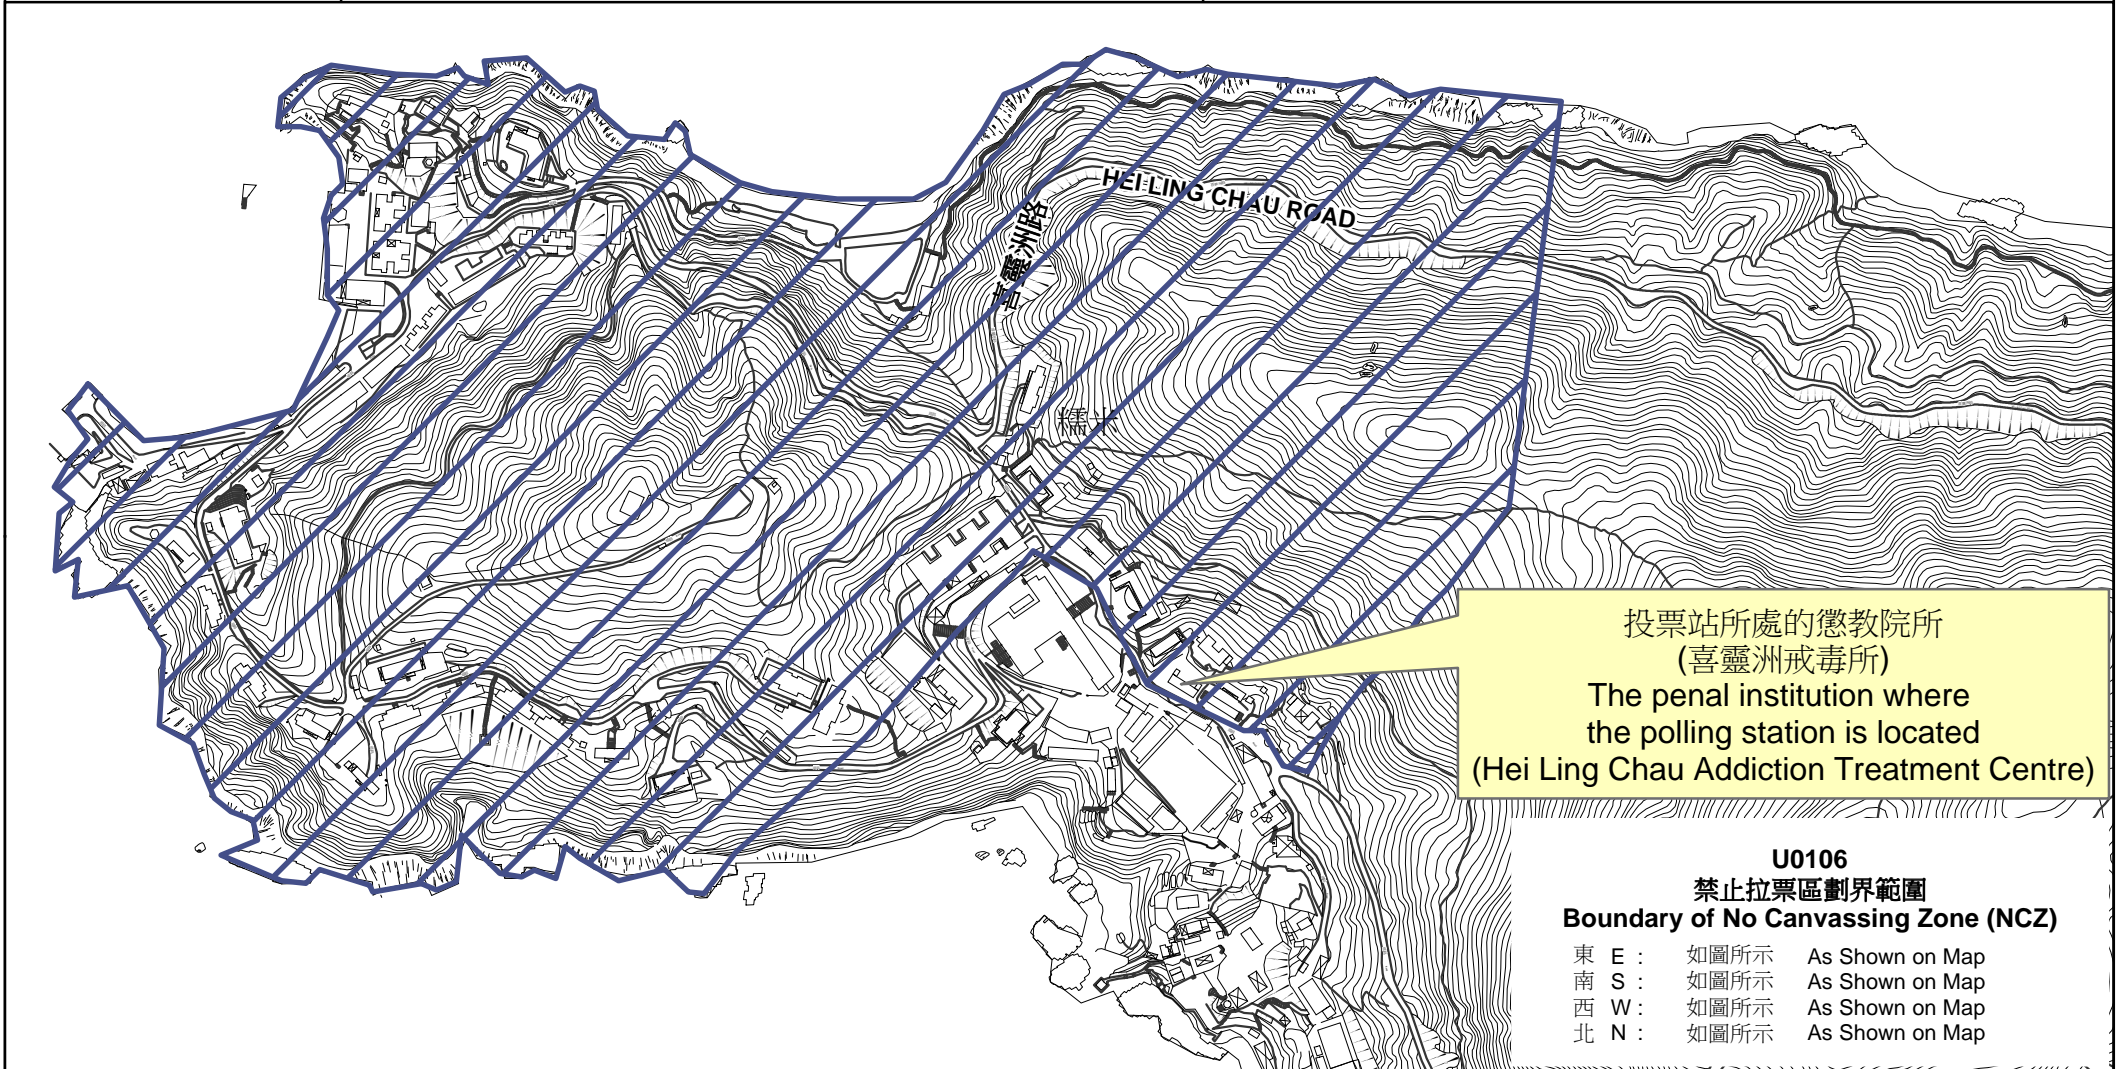 HEI LING CHAU ROAD
喜靈洲路
糯米
投票站所處的懲教院所
(喜靈洲戒毒所)
The penal institution where
the polling station is located
(Hei Ling Chau Addiction Treatment Centre)
U0106
禁止拉票區劃界範圍
Boundary of No Canvassing Zone (NCZ)
東 E : 如圖所示 As Shown on Map
南 S : 如圖所示 As Shown on Map
西 W : 如圖所示 As Shown on Map
北 N : 如圖所示 As Shown on Map